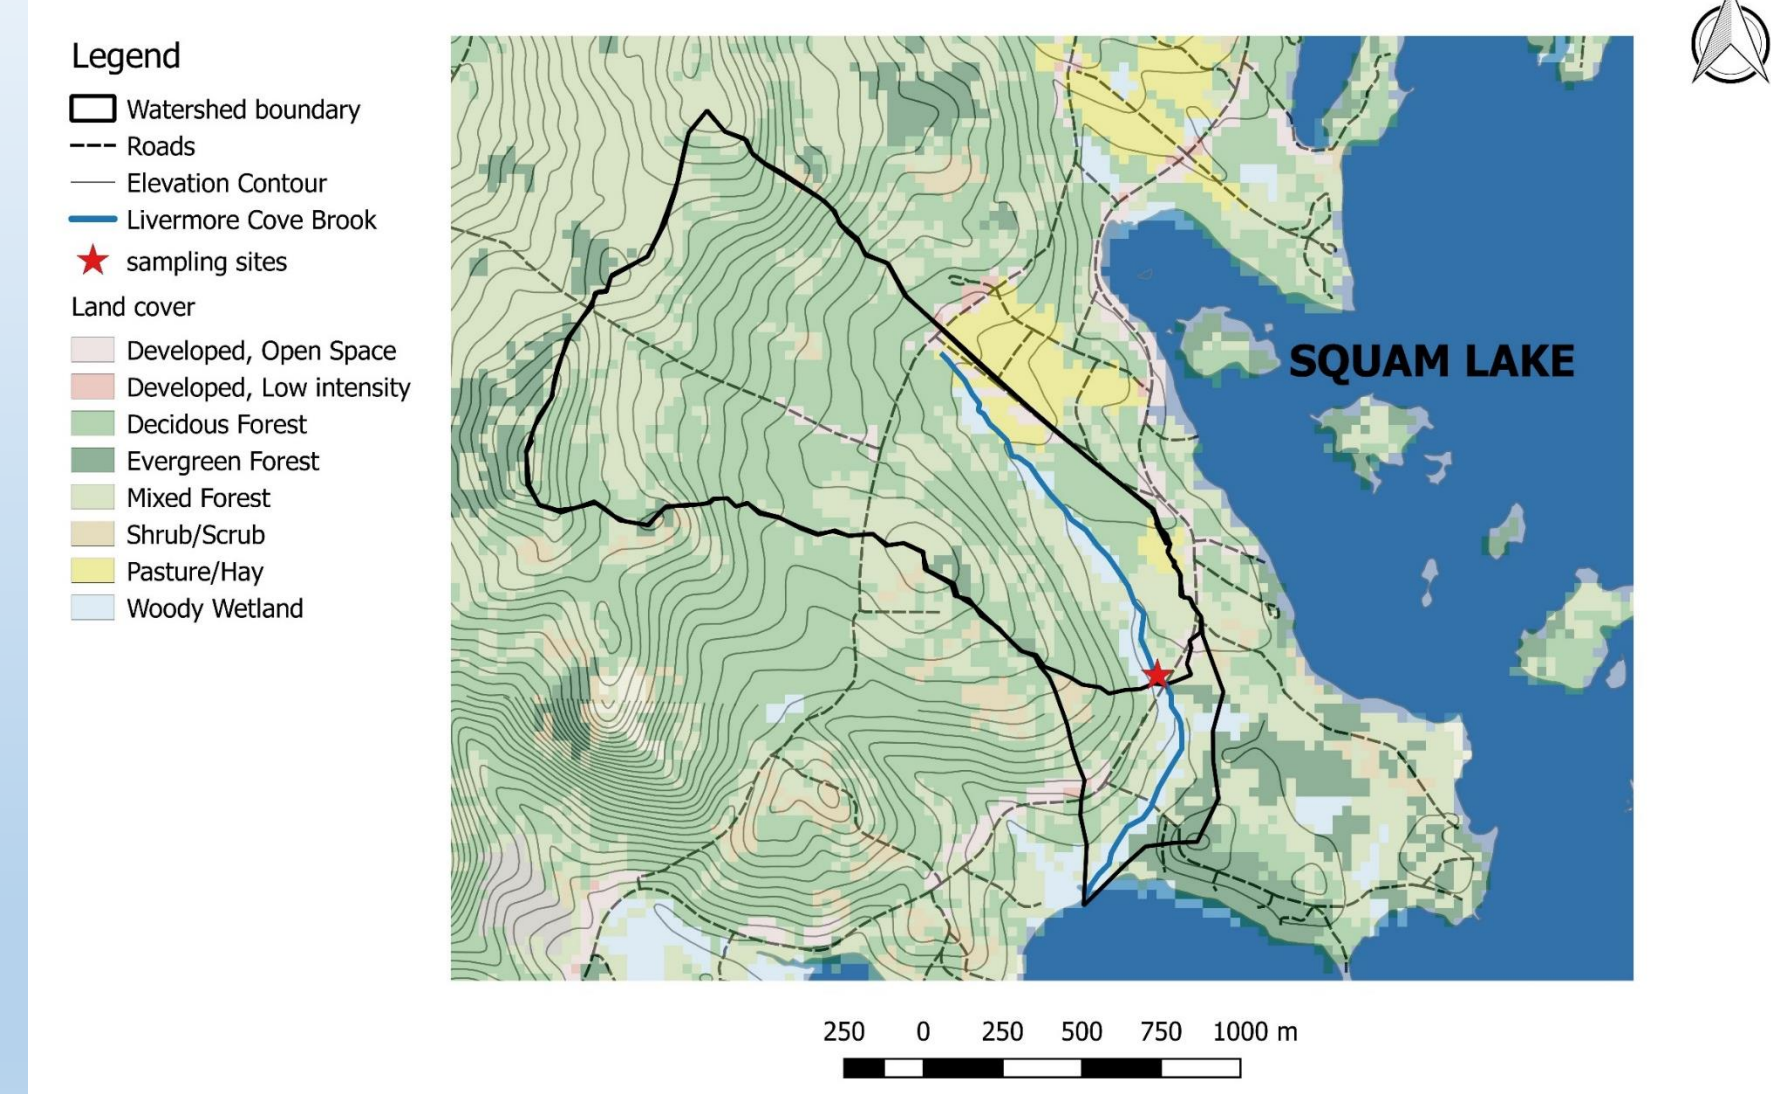 Legend
Watershed boundary
Roads
Elevation Contour
Livermore Cove Brook
sampling sites
Land cover
Developed, Open Space
Developed, Low intensity
Decidous Forest
Evergreen Forest
Mixed Forest
Shrub/Scrub
Pasture/Hay
Woody Wetland
SQUAM LAKE
250 0 250 500 750 1000 m